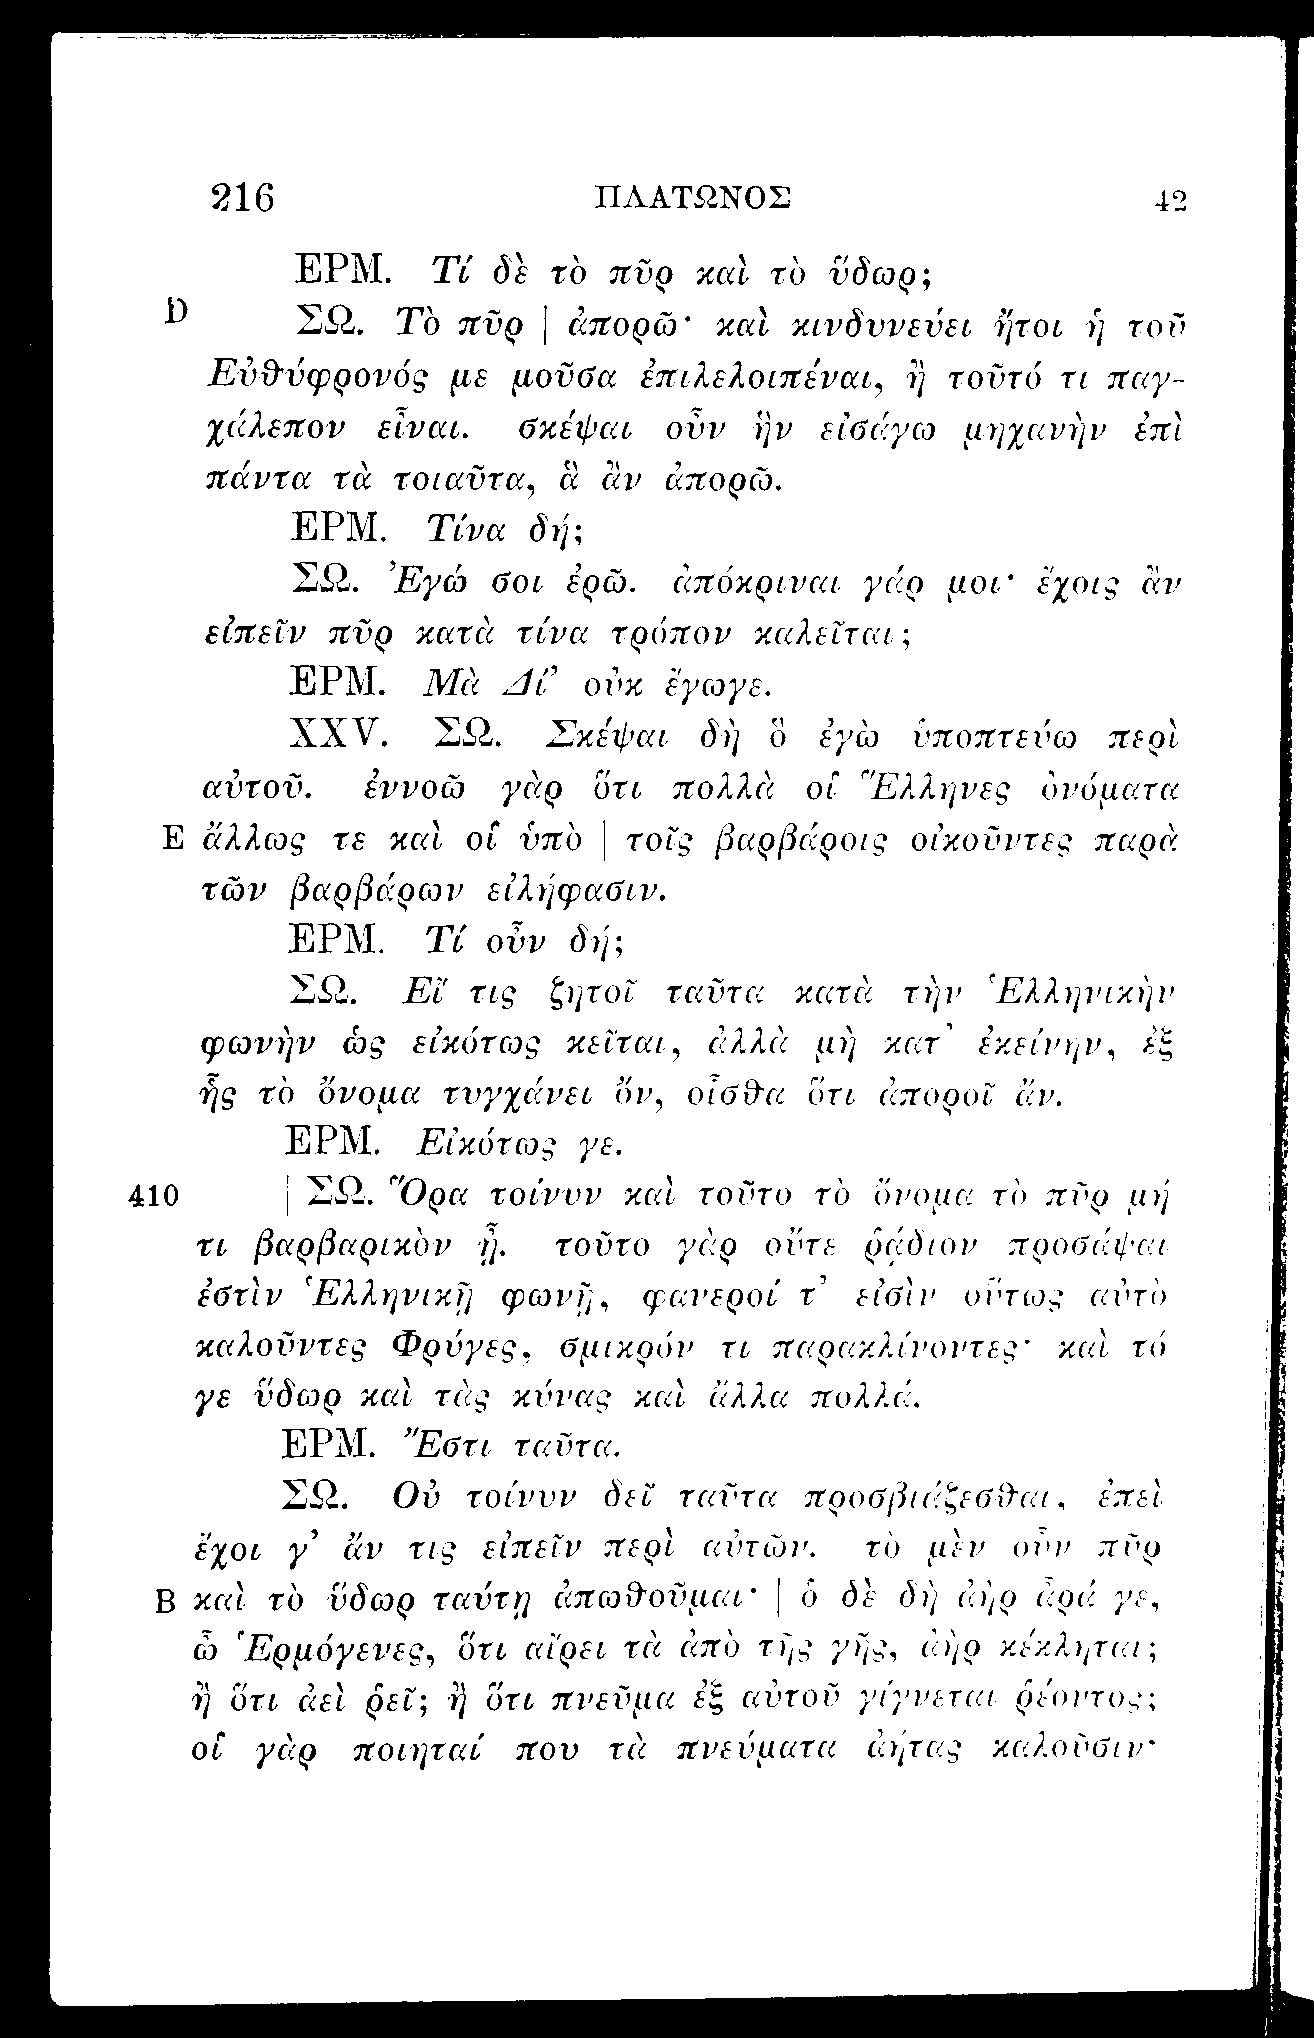 216 ΠΛΑΤΩΝΟΣ 42
ΕΡΜ. Τί δὲ τὸ πῦρ καὶ τὸ ὕδωρ;
D ΣΩ. Τὸ πῦρ | ἀπορῶ· καὶ κινδυνεύει ἤτοι ἡ τοῦ
Εὐθύφρονός με μοῦσα ἐπιλελοιπέναι, ἢ τοῦτό τι παγ-
χάλεπον εἶναι. σκέψαι οὖν ἣν εἰσάγω μηχανὴν ἐπὶ
πάντα τὰ τοιαῦτα, ἃ ἂν ἀπορῶ.
ΕΡΜ. Τίνα δή;
ΣΩ. Ἐγώ σοι ἐρῶ. ἀπόκριναι γάρ μοι· ἔχοις ἂν
εἰπεῖν πῦρ κατὰ τίνα τρόπον καλεῖται;
ΕΡΜ. Μὰ Δί’ οὐκ ἔγωγε.
XXV. ΣΩ. Σκέψαι δὴ ὃ ἐγὼ ὑποπτεύω περὶ
αὐτοῦ. ἐννοῶ γὰρ ὅτι πολλὰ οἱ Ἕλληνες ὀνόματα
E ἄλλως τε καὶ οἱ ὑπὸ | τοῖς βαρβάροις οἰκοῦντες παρὰ
τῶν βαρβάρων εἰλήφασιν.
ΕΡΜ. Τί οὖν δή;
ΣΩ. Εἴ τις ζητοῖ ταῦτα κατὰ τὴν Ἑλληνικὴν
φωνὴν ὡς εἰκότως κεῖται, ἀλλὰ μὴ κατ’ ἐκείνην, ἐξ
ἧς τὸ ὄνομα τυγχάνει ὄν, οἶσθα ὅτι ἀποροῖ ἄν.
ΕΡΜ. Εἰκότως γε.
410 | ΣΩ. Ὅρα τοίνυν καὶ τοῦτο τὸ ὄνομα τὸ πῦρ μή
τι βαρβαρικὸν ᾖ. τοῦτο γὰρ οὔτε ῥᾴδιον προσάψαι
ἐστὶν Ἑλληνικῇ φωνῇ, φανεροί τ’ εἰσὶν οὕτως αὐτὸ
καλοῦντες Φρύγες, σμικρόν τι παρακλίνοντες· καὶ τό
γε ὕδωρ καὶ τὰς κύνας καὶ ἄλλα πολλά.
ΕΡΜ. Ἔστι ταῦτα.
ΣΩ. Οὐ τοίνυν δεῖ ταῦτα προσβιάζεσθαι, ἐπεὶ
ἔχοι γ’ ἄν τις εἰπεῖν περὶ αὐτῶν. τὸ μὲν οὖν πῦρ
B καὶ τὸ ὕδωρ ταύτῃ ἀπωθοῦμαι· | ὁ δὲ δὴ ἀὴρ ἆρά γε,
ὦ Ἑρμόγενες, ὅτι αἴρει τὰ ἀπὸ τῆς γῆς, ἀὴρ κέκληται;
ἢ ὅτι ἀεὶ ῥεῖ; ἢ ὅτι πνεῦμα ἐξ αὐτοῦ γίγνεται ῥέοντος;
οἱ γὰρ ποιηταί που τὰ πνεύματα ἀήτας καλοῦσιν·